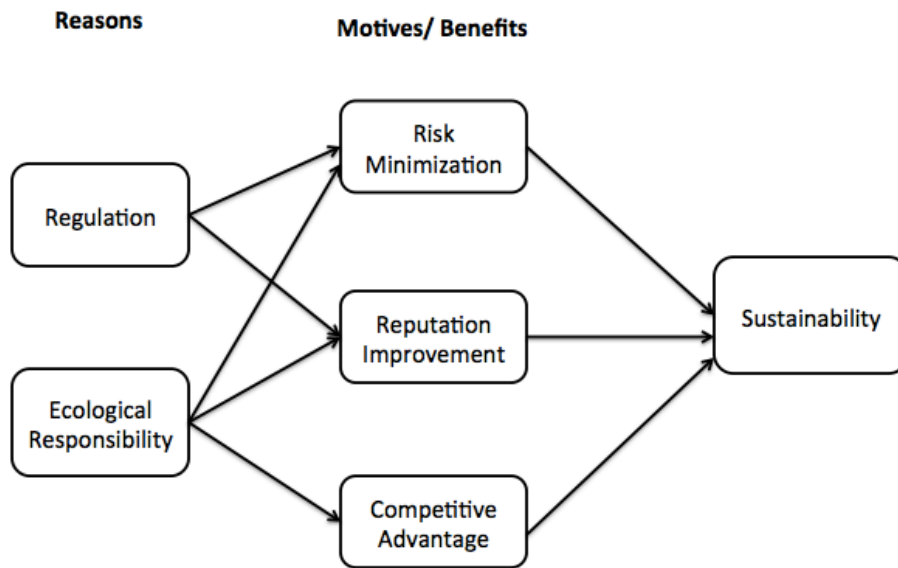 Reasons
Motives/ Benefits
Risk
Minimization
Regulation
Reputation
Improvement
Sustainability
Ecological
Responsibility
Competitive
Advantage